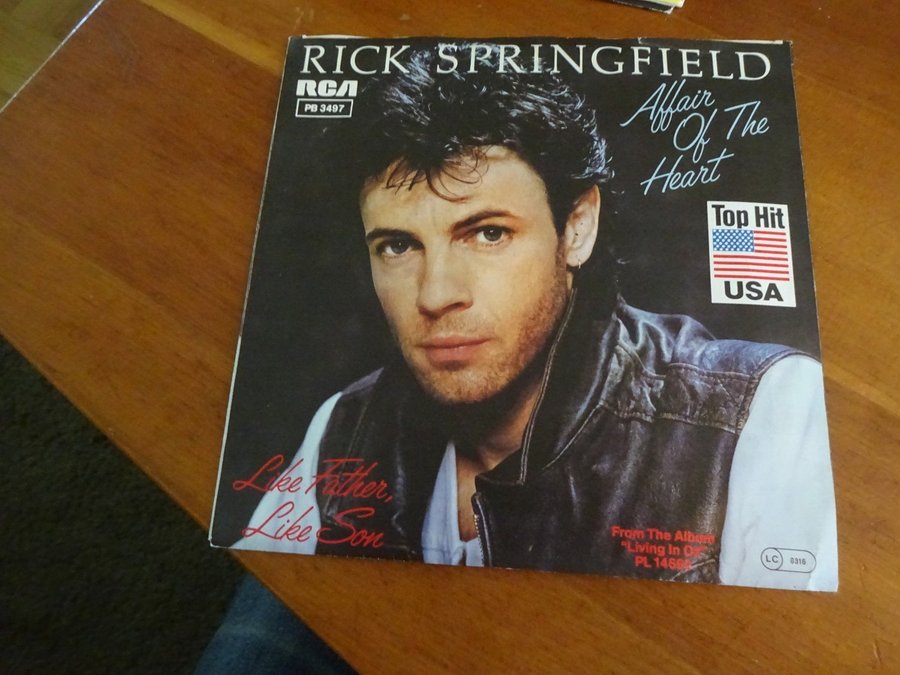 RICK SPRINGFIELD
RCA
PB 3497
Affair
Of The
Heart
Top Hit
USA
Like Father,
Like Son
From The Album
"Living In Oz"
PL
LC 0316